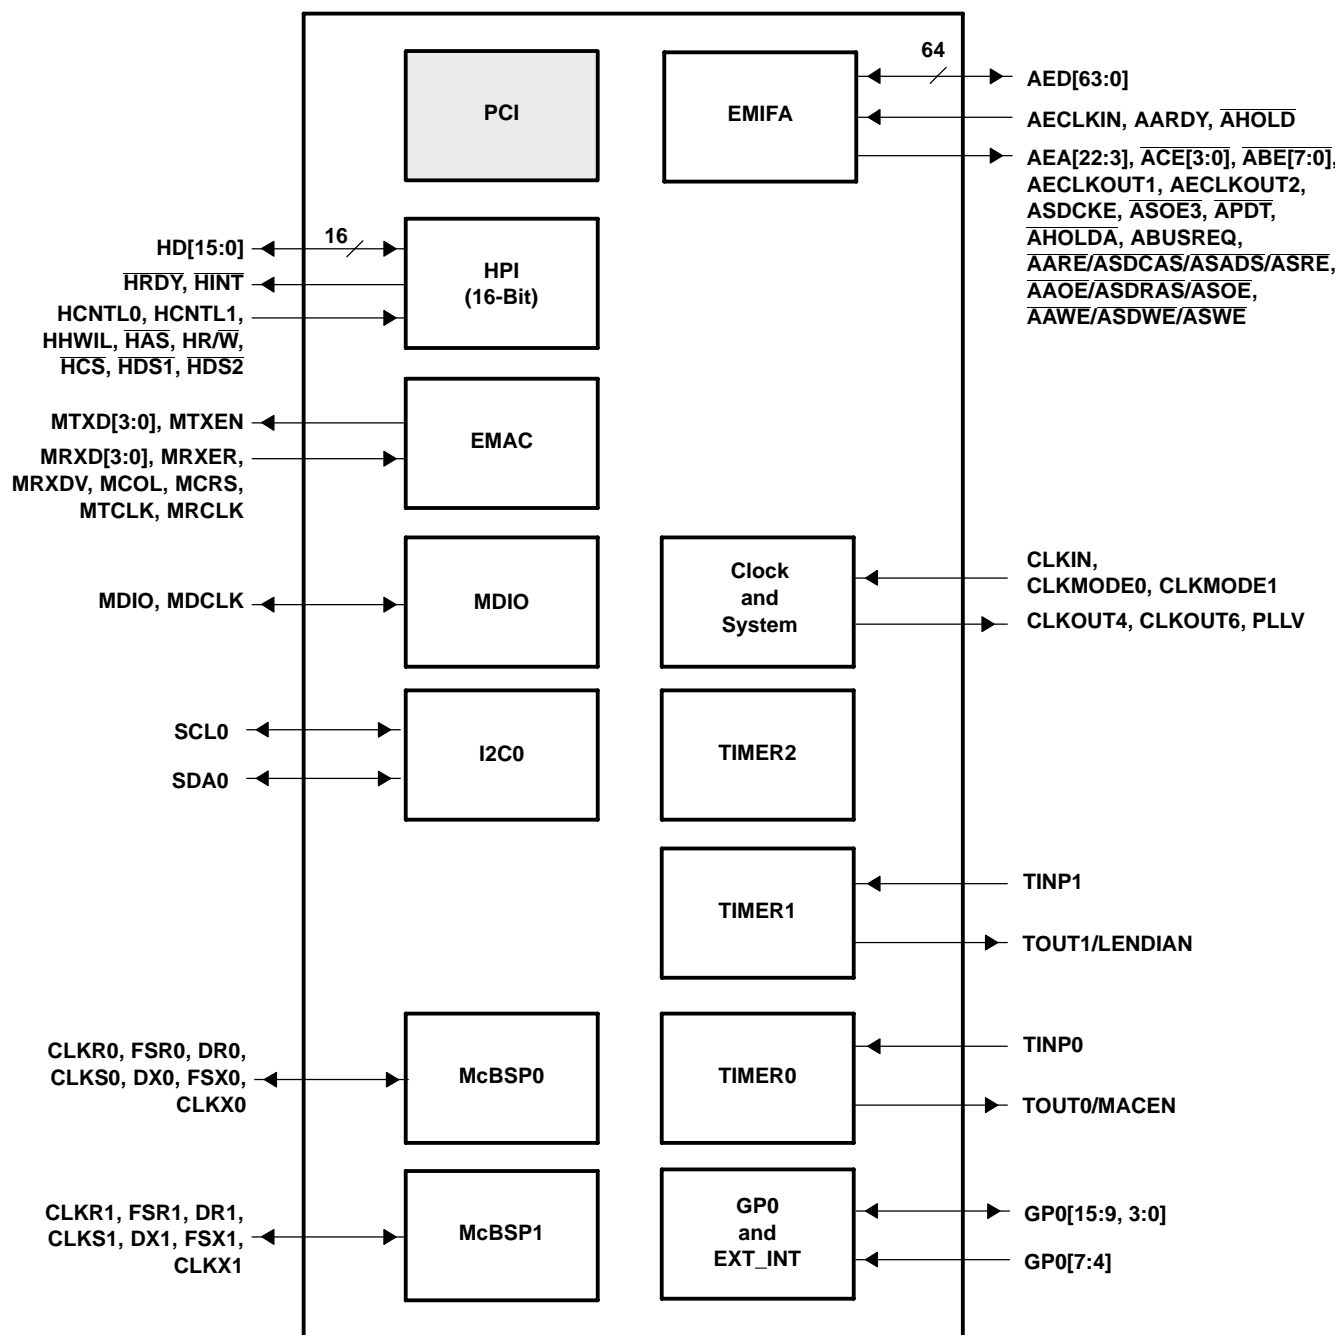 PCI
EMIFA
64
AED[63:0]
AECLKIN, AARDY, AHOLD
AEA[22:3], ACE[3:0], ABE[7:0],
AECLKOUT1, AECLKOUT2,
ASDCKE, ASOE3, APDT,
AHOLDA, ABUSREQ,
AARE/ASDCAS/ASADS/ASRE,
AAOE/ASDRAS/ASOE,
AAWE/ASDWE/ASWE
HD[15:0]
16
HRDY, HINT
HCNTL0, HCNTL1,
HHWIL, HAS, HR/W,
HCS, HDS1, HDS2
HPI
(16-Bit)
MTXD[3:0], MTXEN
MRXD[3:0], MRXER,
MRXDV, MCOL, MCRS,
MTCLK, MRCLK
EMAC
MDIO, MDCLK
MDIO
Clock
and
System
CLKIN,
CLKMODE0, CLKMODE1
CLKOUT4, CLKOUT6, PLLV
SCL0
SDA0
I2C0
TIMER2
TIMER1
TINP1
TOUT1/LENDIAN
CLKR0, FSR0, DR0,
CLKS0, DX0, FSX0,
CLKX0
McBSP0
TIMER0
TINP0
TOUT0/MACEN
CLKR1, FSR1, DR1,
CLKS1, DX1, FSX1,
CLKX1
McBSP1
GP0
and
EXT_INT
GP0[15:9, 3:0]
GP0[7:4]